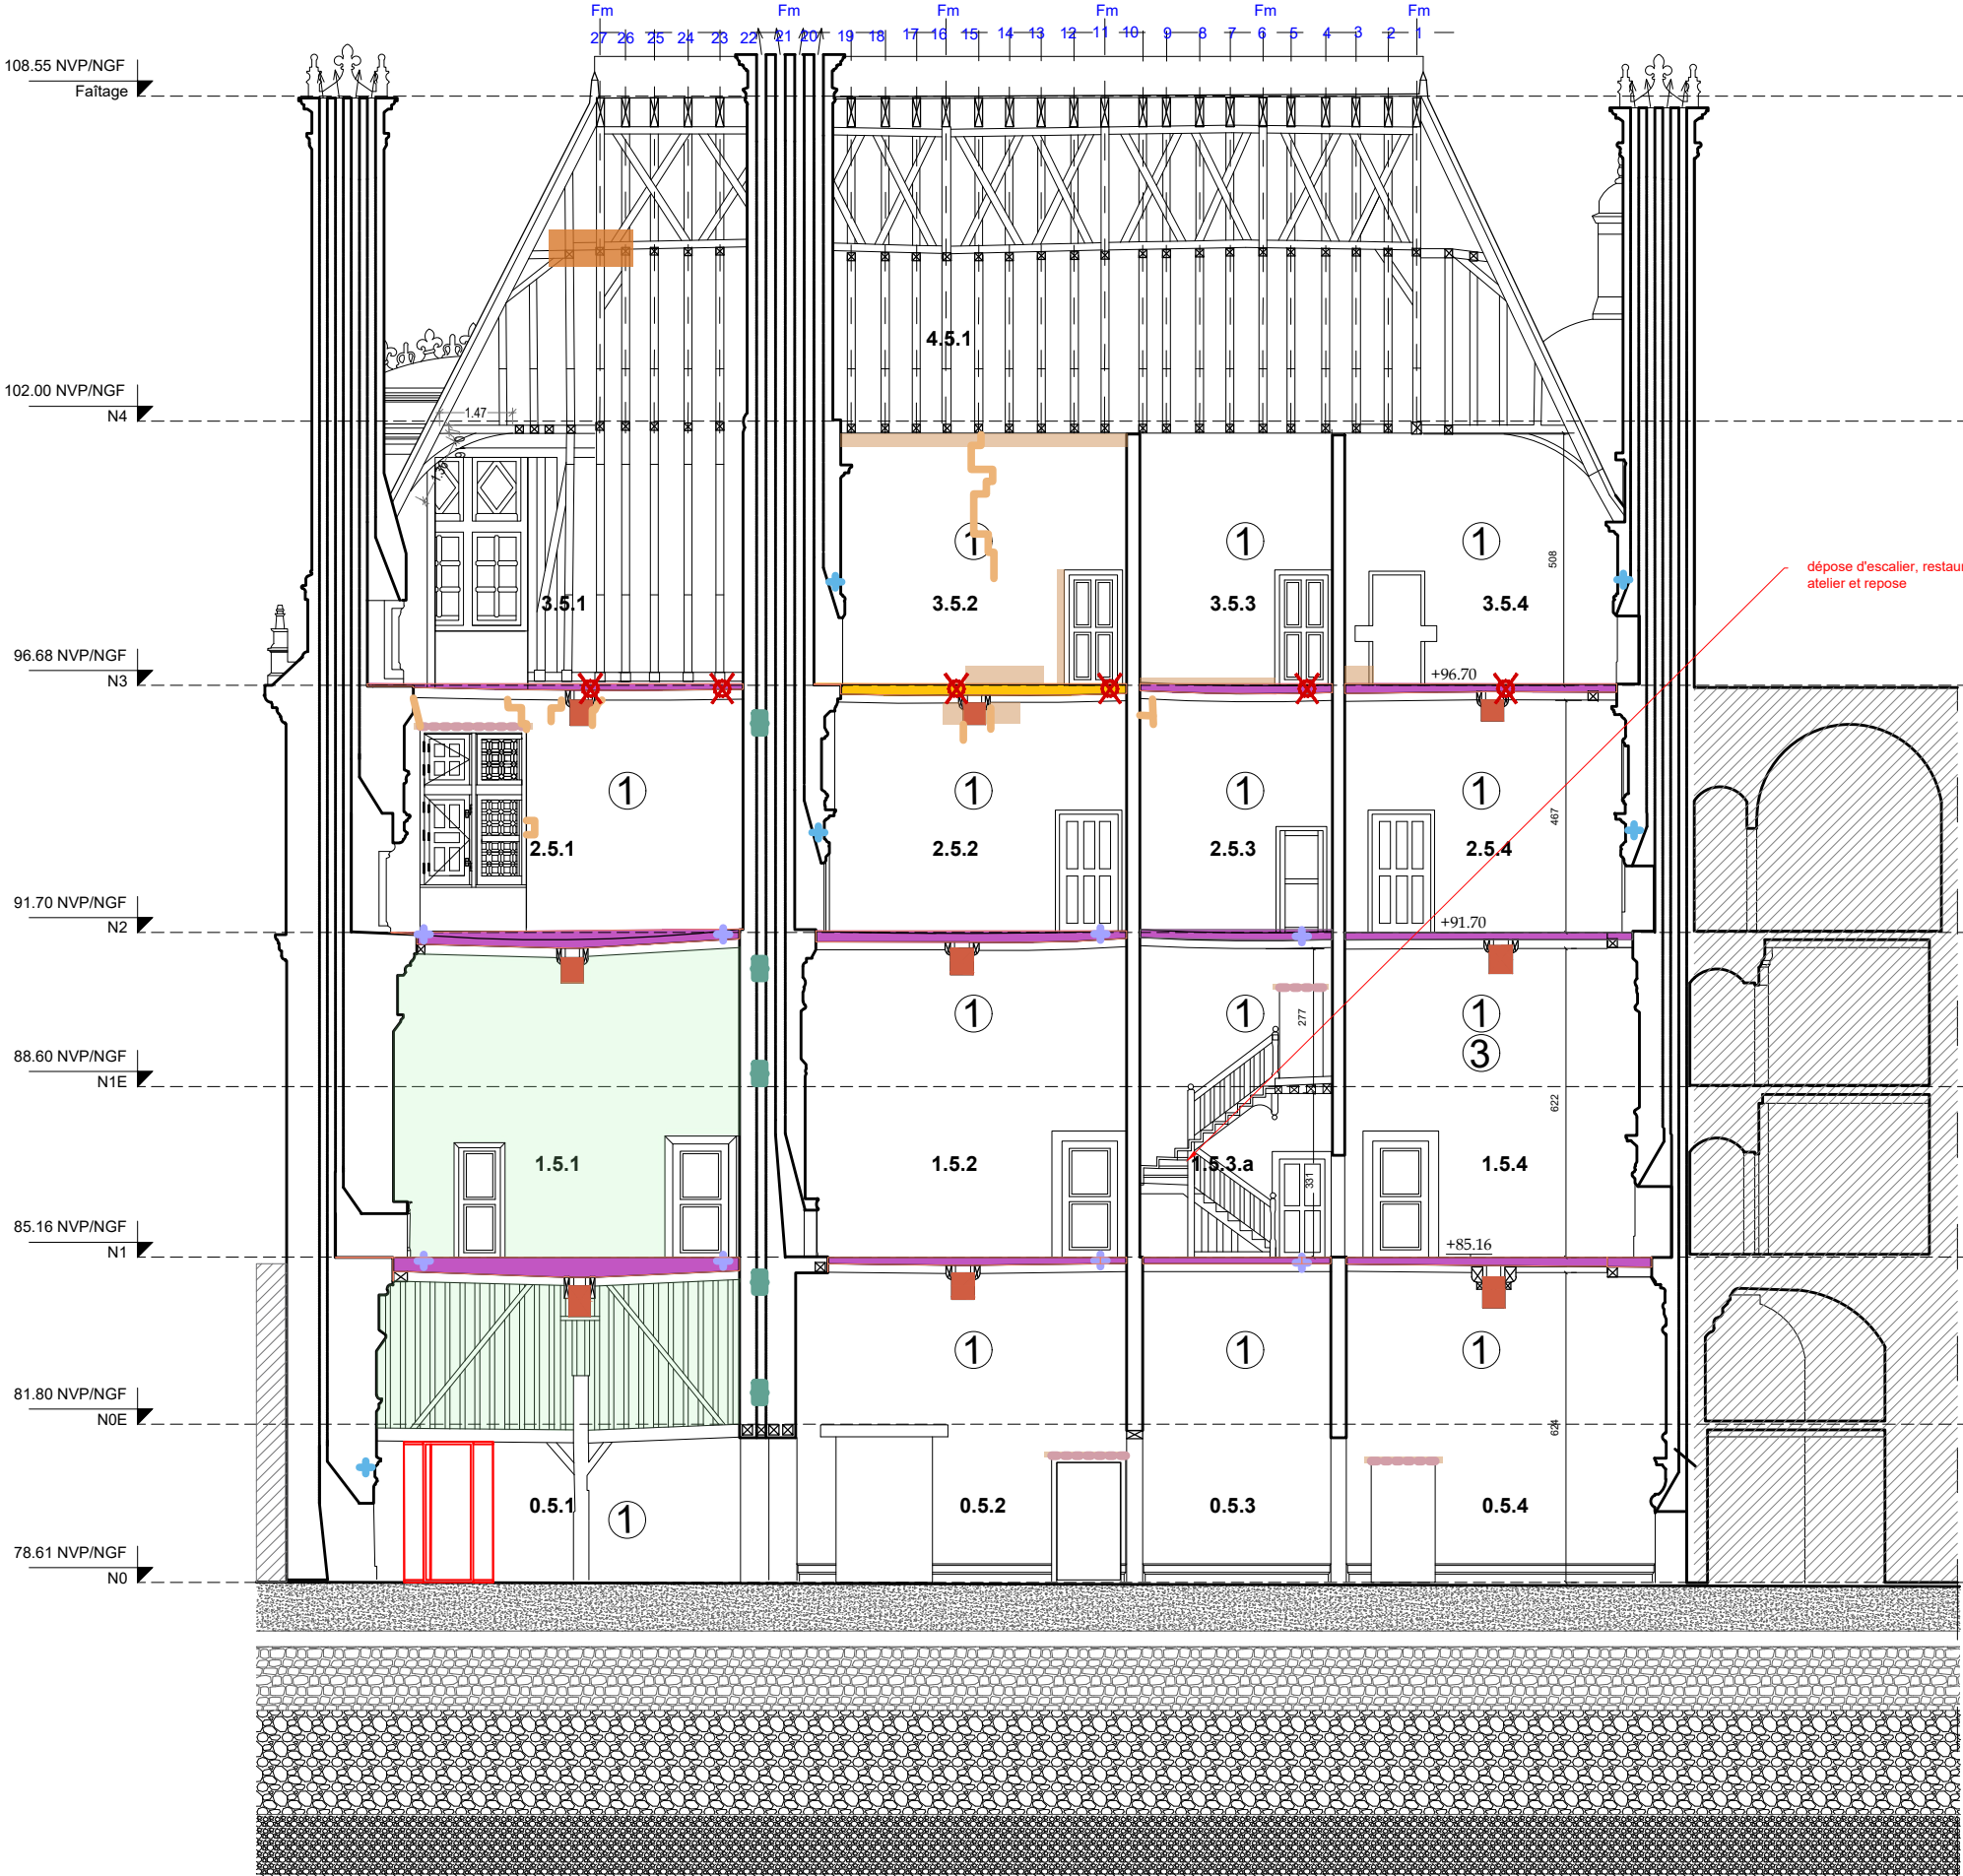 Fm Fm Fm Fm Fm Fm
27 26 25 24 23 22 21 20 19 18 17 16 15 14 13 12 11 10 9 8 7 6 5 4 3 2 1
108.55 NVP/NGF
Faîtage
4.5.1
102.00 NVP/NGF
N4
1.47
1.36
1 1 1
508
dépose d'escalier, restau
atelier et repose
3.5.1 3.5.2 3.5.3 3.5.4
96.68 NVP/NGF
N3
+96.70
1 1 1 1
467
2.5.1 2.5.2 2.5.3 2.5.4
91.70 NVP/NGF
N2
+91.70
1 1 1
277
3
88.60 NVP/NGF
N1E
622
1.5.1 1.5.2 1.5.3.a 1.5.4
331
85.16 NVP/NGF
N1
+85.16
1 1 1
81.80 NVP/NGF
N0E
624
0.5.1 0.5.2 0.5.3 0.5.4
1
78.61 NVP/NGF
N0